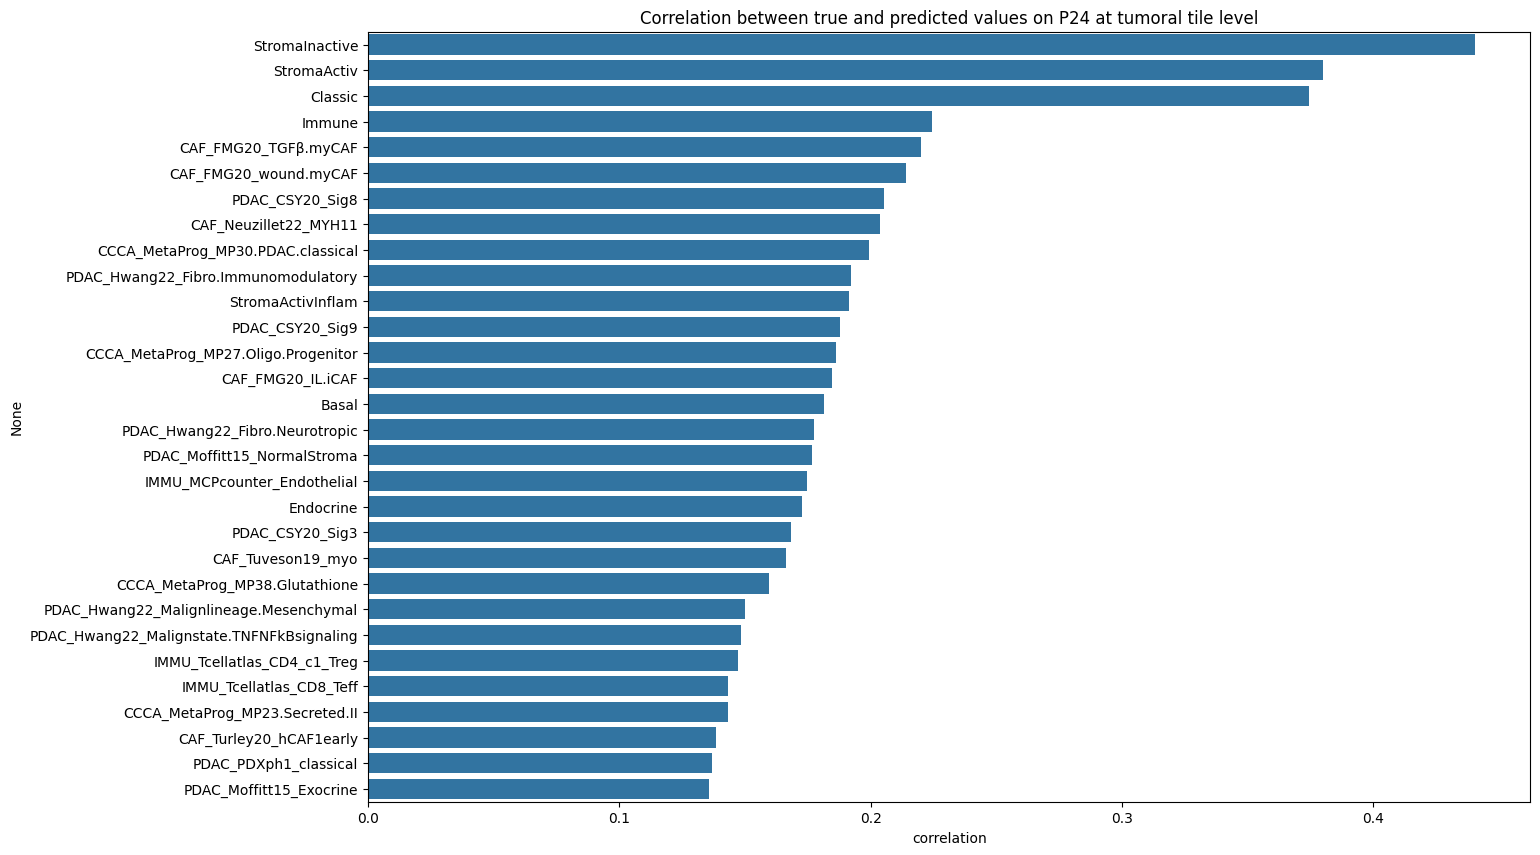 Correlation between true and predicted values on P24 at tumoral tile level
StromaInactive
StromaActiv
Classic
Immune
CAF_FMG20_TGFβ.myCAF
CAF_FMG20_wound.myCAF
PDAC_CSY20_Sig8
CAF_Neuzillet22_MYH11
CCCA_MetaProg_MP30.PDAC.classical
PDAC_Hwang22_Fibro.Immunomodulatory
StromaActivInflam
PDAC_CSY20_Sig9
CCCA_MetaProg_MP27.Oligo.Progenitor
CAF_FMG20_IL.iCAF
Basal
PDAC_Hwang22_Fibro.Neurotropic
PDAC_Moffitt15_NormalStroma
IMMU_MCPcounter_Endothelial
Endocrine
PDAC_CSY20_Sig3
CAF_Tuveson19_myo
CCCA_MetaProg_MP38.Glutathione
PDAC_Hwang22_Malignlineage.Mesenchymal
PDAC_Hwang22_Malignstate.TNFNFkBsignaling
IMMU_Tcellatlas_CD4_c1_Treg
IMMU_Tcellatlas_CD8_Teff
CCCA_MetaProg_MP23.Secreted.II
CAF_Turley20_hCAF1early
PDAC_PDXph1_classical
PDAC_Moffitt15_Exocrine
None
0.0 0.1 0.2 0.3 0.4
correlation